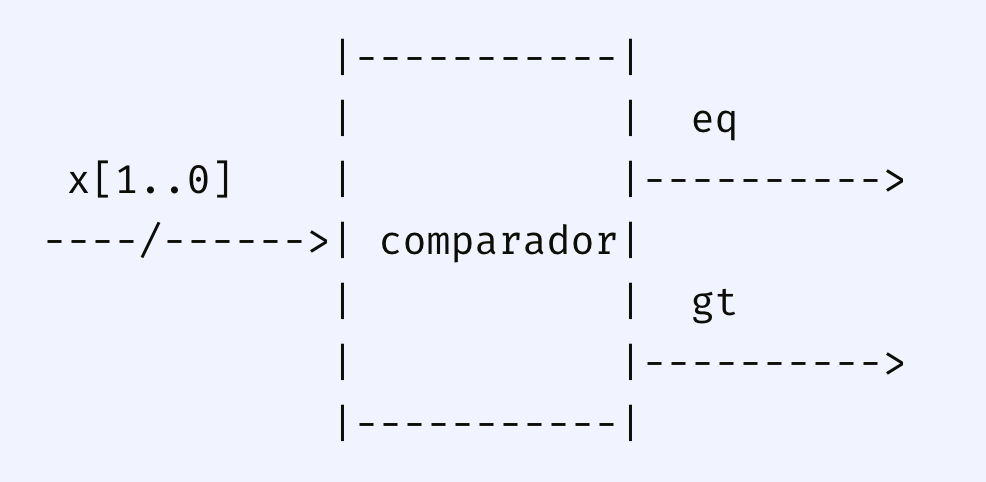 |-----------|
|           |  eq
x[1..0]    |           |---------->
----/------>| comparador|
|           |  gt
|           |---------->
|-----------|